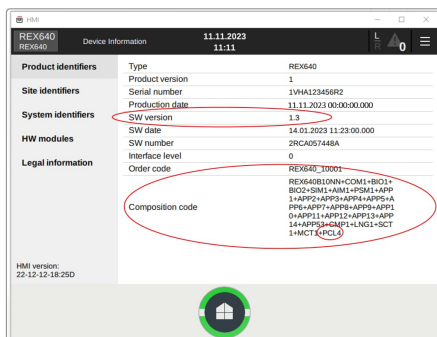 HMI
REX640
REX640
Device Information
11.11.2023
11:11
L
R
0
Product identifiers
Site identifiers
System identifiers
HW modules
Legal information
HMI version:
22-12-12-18:25D
Type REX640
Product version 1
Serial number 1VHA123456R2
Production date 11.11.2023 00:00:00.000
SW version 1.3
SW date 14.01.2023 11:23:00.000
SW number 2RCA057448A
Interface level 0
Order code REX640_10001
Composition code
REX640B10NN+COM1+BIO1+
BIO2+SIM1+AIM1+PSM1+APP
1+APP2+APP3+APP4+APP5+A
PP6+APP7+APP8+APP9+APP1
0+APP11+APP12+APP13+APP
14+APP53+CMP1+LNG1+SCT
1+MCT1+PCL4